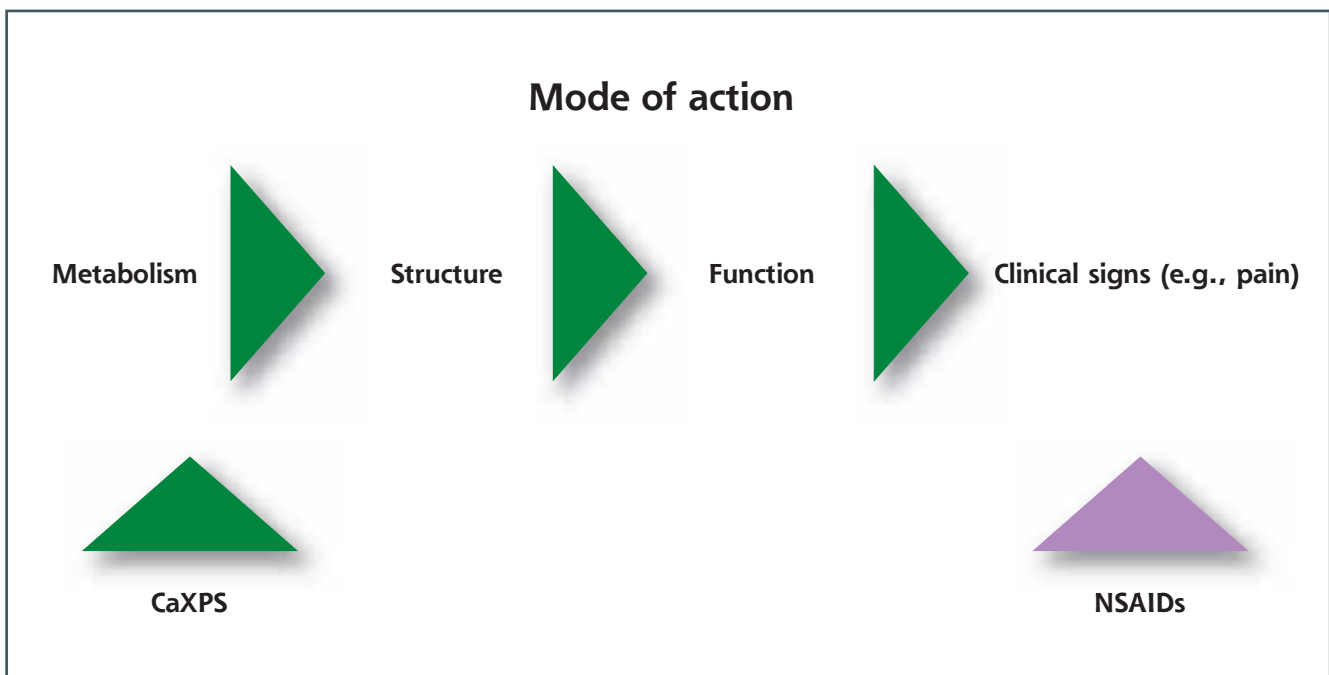 Mode of action
Metabolism
Structure
Function
Clinical signs (e.g., pain)
CaXPS
NSAIDs